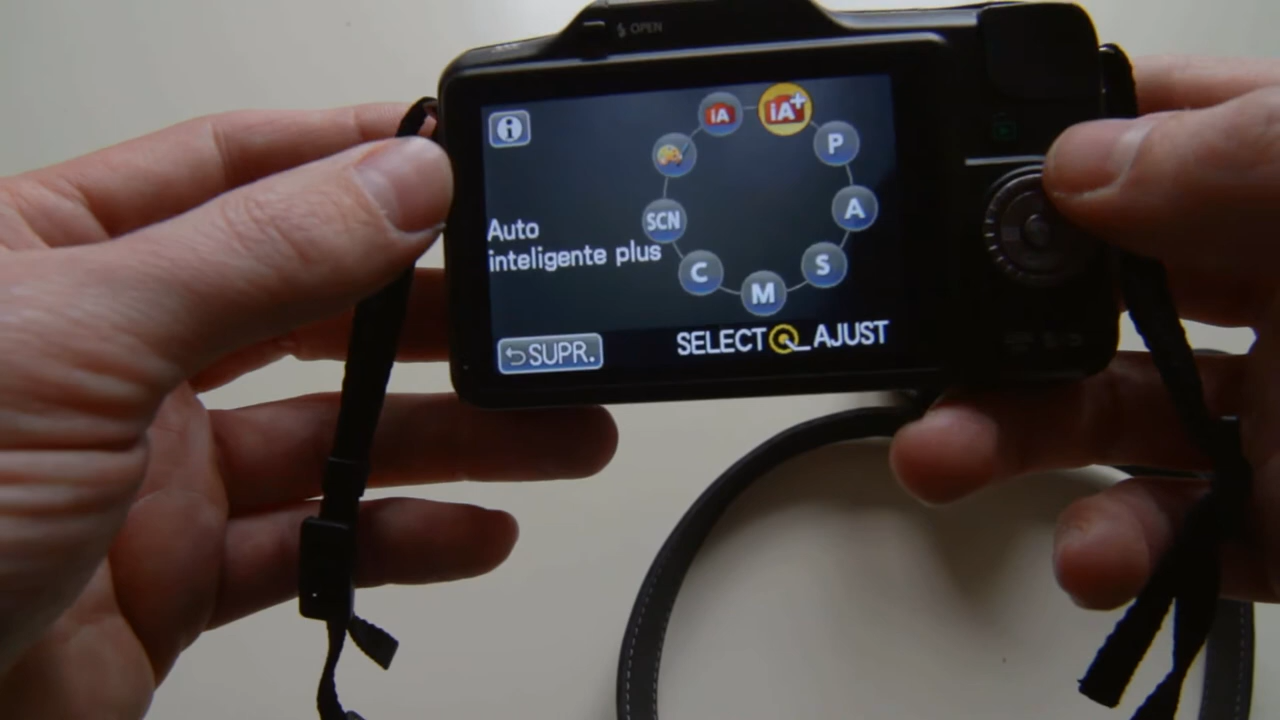 OPEN
iA
iA+
P
A
S
M
C
SCN
Auto
inteligente plus
SUPR.
SELECT AJUST